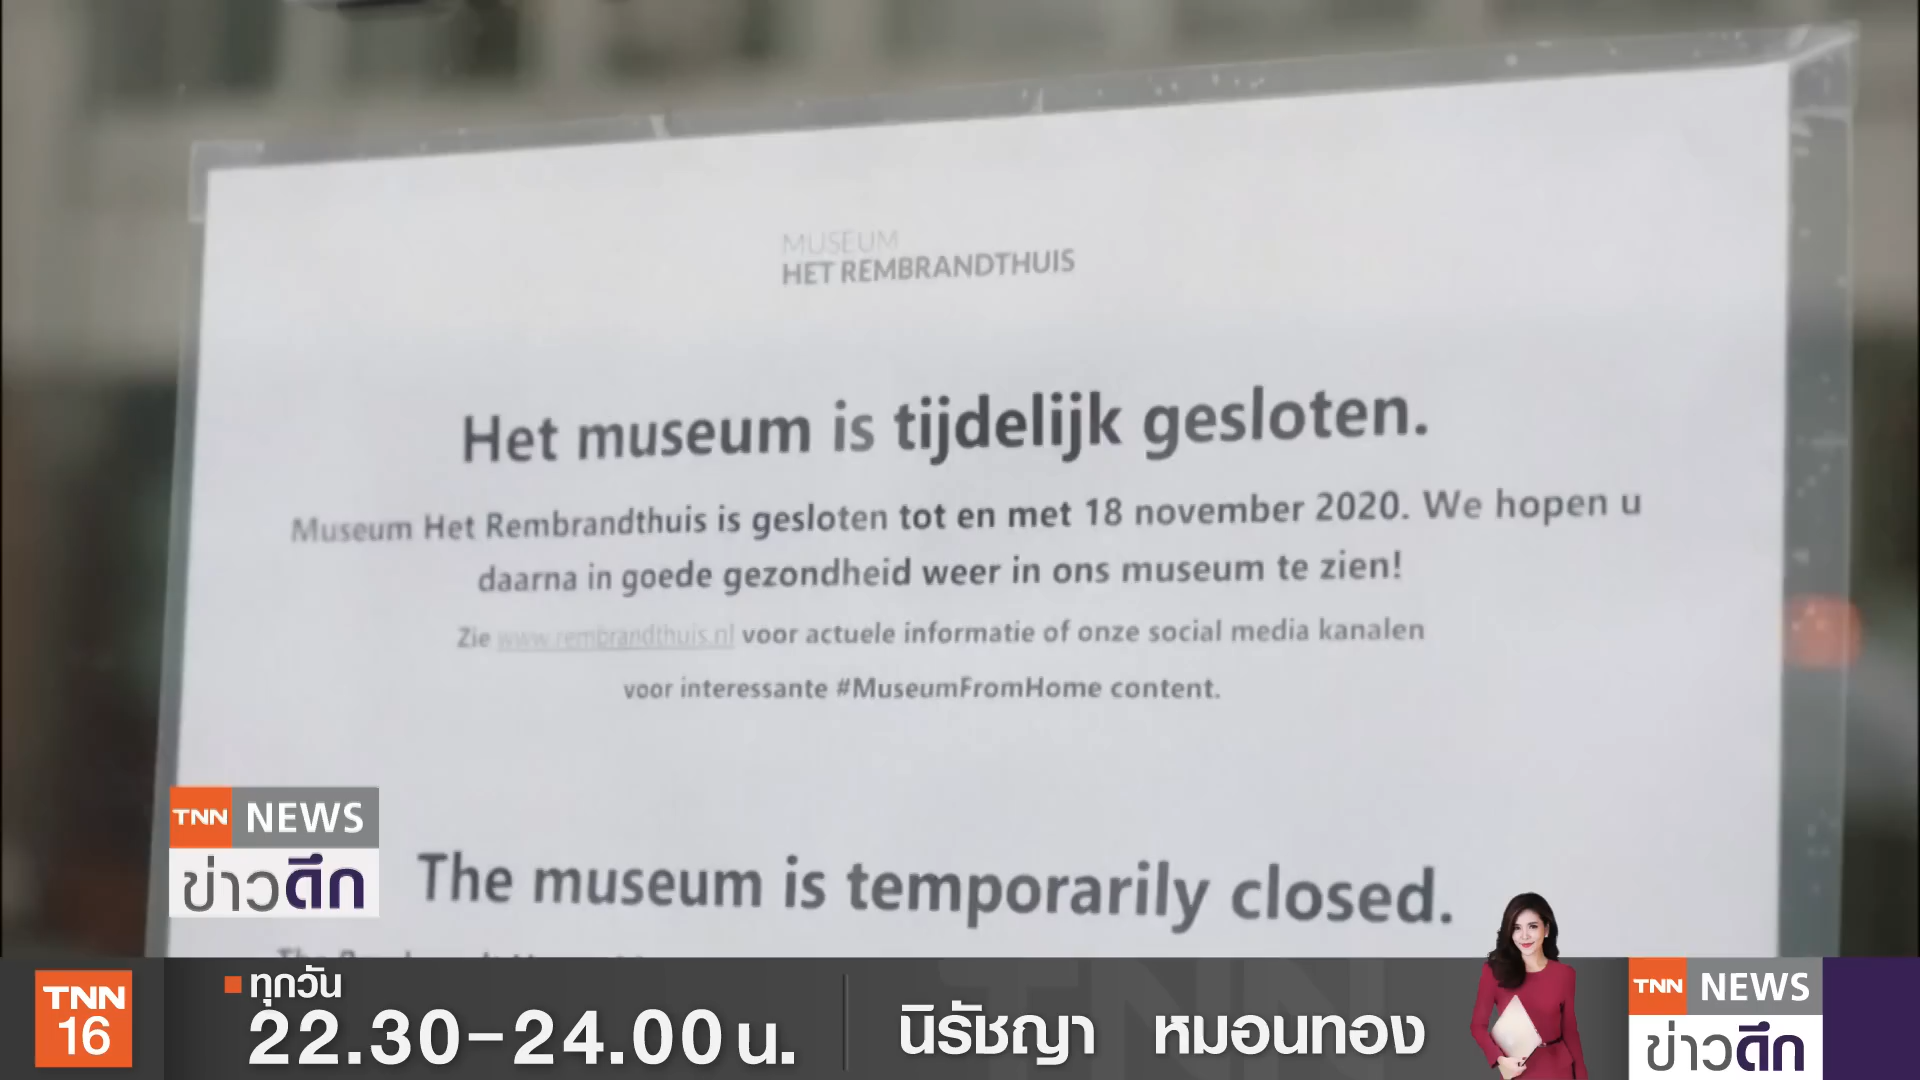 MUSEUM
HET REMBRANDTHUIS
Het museum is tijdelijk gesloten.
Museum Het Rembrandthuis is gesloten tot en met 18 november 2020. We hopen u
daarna in goede gezondheid weer in ons museum te zien!
Zie www.rembrandthuis.nl voor actuele informatie of onze social media kanalen
voor interessante #MuseumFromHome content.
The museum is temporarily closed.
TNN NEWS
ข่าวดึก
TNN
16
ทุกวัน
22.30-24.00 น.
นิรัชญา หมอนทอง
TNN NEWS
ข่าวดึก